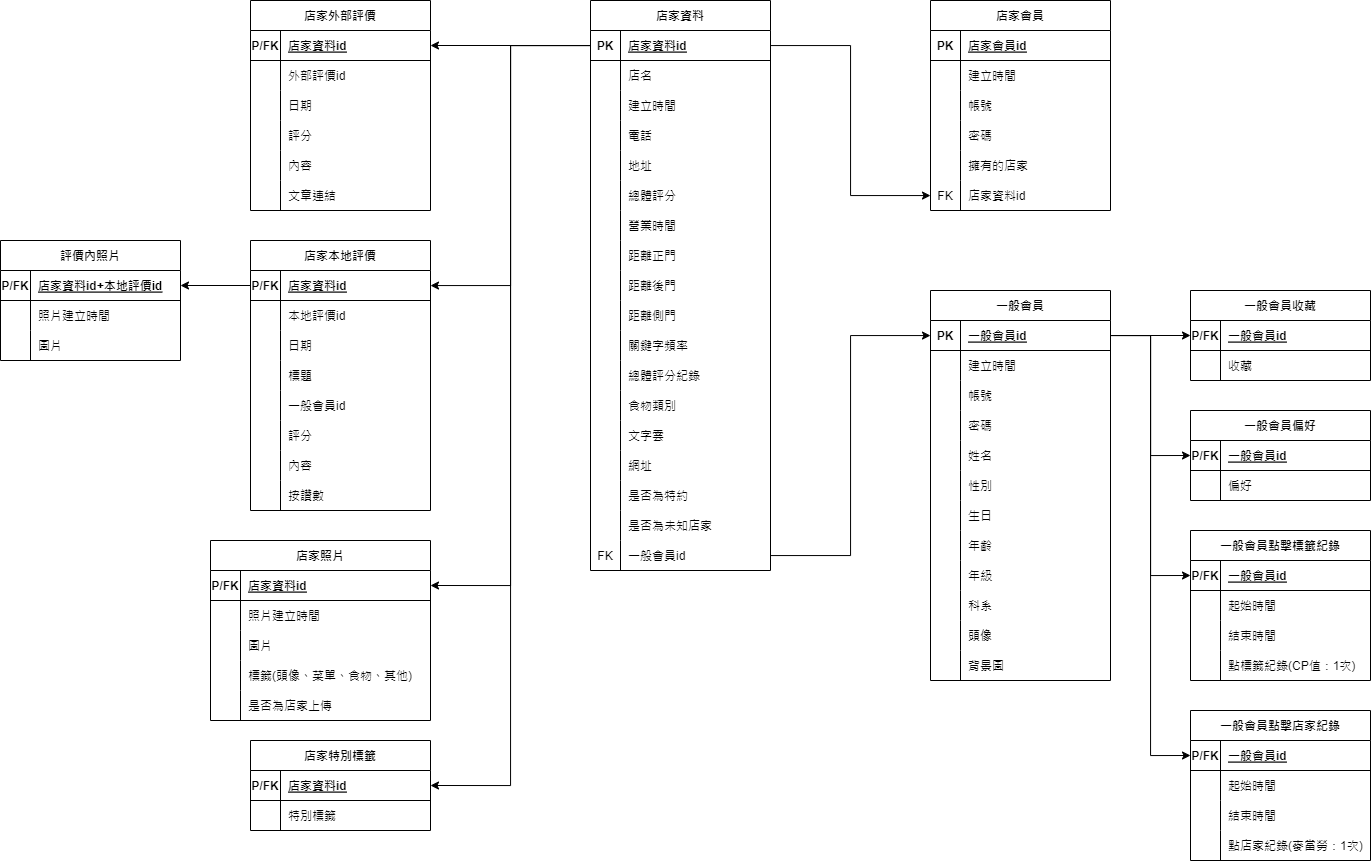 店家外部評價
P/FK 店家資料id
外部評價id
日期
評分
內容
文章連結
店家資料
PK 店家資料id
店名
建立時間
電話
地址
總體評分
營業時間
距離正門
距離後門
距離側門
關鍵字頻率
總體評分紀錄
食物類別
文字雲
網址
是否為特約
是否為未知店家
FK 一般會員id
店家會員
PK 店家會員id
建立時間
帳號
密碼
擁有的店家
FK 店家資料id
評價內照片
P/FK 店家資料id+本地評價id
照片建立時間
圖片
店家本地評價
P/FK 店家資料id
本地評價id
日期
標題
一般會員id
評分
內容
按讚數
一般會員
PK 一般會員id
建立時間
帳號
密碼
姓名
性別
生日
年齡
年級
科系
頭像
背景圖
一般會員收藏
P/FK 一般會員id
收藏
一般會員偏好
P/FK 一般會員id
偏好
店家照片
P/FK 店家資料id
照片建立時間
圖片
標籤(頭像、菜單、食物、其他)
是否為店家上傳
一般會員點擊標籤紀錄
P/FK 一般會員id
起始時間
結束時間
點標籤紀錄(CP值：1次)
店家特別標籤
P/FK 店家資料id
特別標籤
一般會員點擊店家紀錄
P/FK 一般會員id
起始時間
結束時間
點店家紀錄(麥當勞：1次)